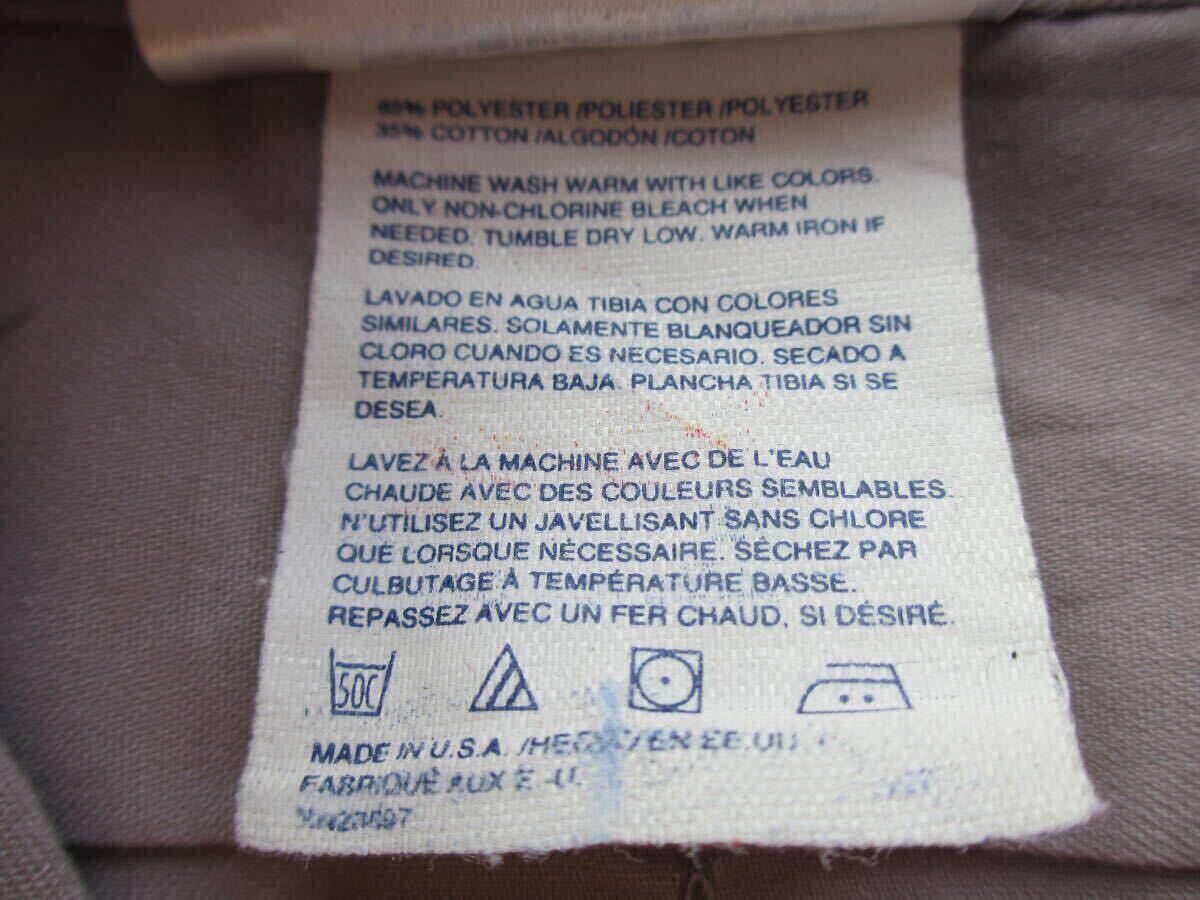 65% POLYESTER /POLIESTER /POLYESTER
35% COTTON /ALGODÓN /COTON
MACHINE WASH WARM WITH LIKE COLORS.
ONLY NON-CHLORINE BLEACH WHEN
NEEDED. TUMBLE DRY LOW. WARM IRON IF
DESIRED.
LAVADO EN AGUA TIBIA CON COLORES
SIMILARES. SOLAMENTE BLANQUEADOR SIN
CLORO CUANDO ES NECESARIO. SECADO A
TEMPERATURA BAJA. PLANCHA TIBIA SI SE
DESEA.
LAVEZ À LA MACHINE AVEC DE L'EAU
CHAUDE AVEC DES COULEURS SEMBLABLES.
N'UTILISEZ UN JAVELLISANT SANS CHLORE
QUE LORSQUE NÉCESSAIRE. SÉCHEZ PAR
CULBUTAGE À TEMPÉRATURE BASSE.
REPASSEZ AVEC UN FER CHAUD, SI DÉSIRÉ.
50C
MADE IN U.S.A. EN EE.UU.
FABRIQUÉ AUX É.-U.